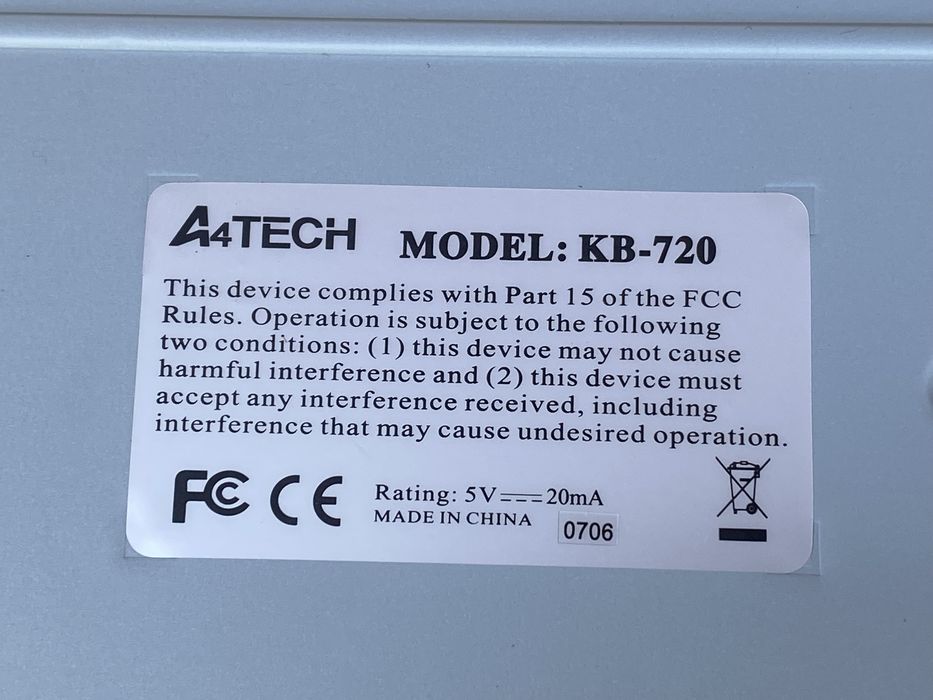 A4TECH
MODEL: KB-720
This device complies with Part 15 of the FCC
Rules. Operation is subject to the following
two conditions: (1) this device may not cause
harmful interference and (2) this device must
accept any interference received, including
interference that may cause undesired operation.
FC CE
Rating: 5V⎓20mA
MADE IN CHINA
0706